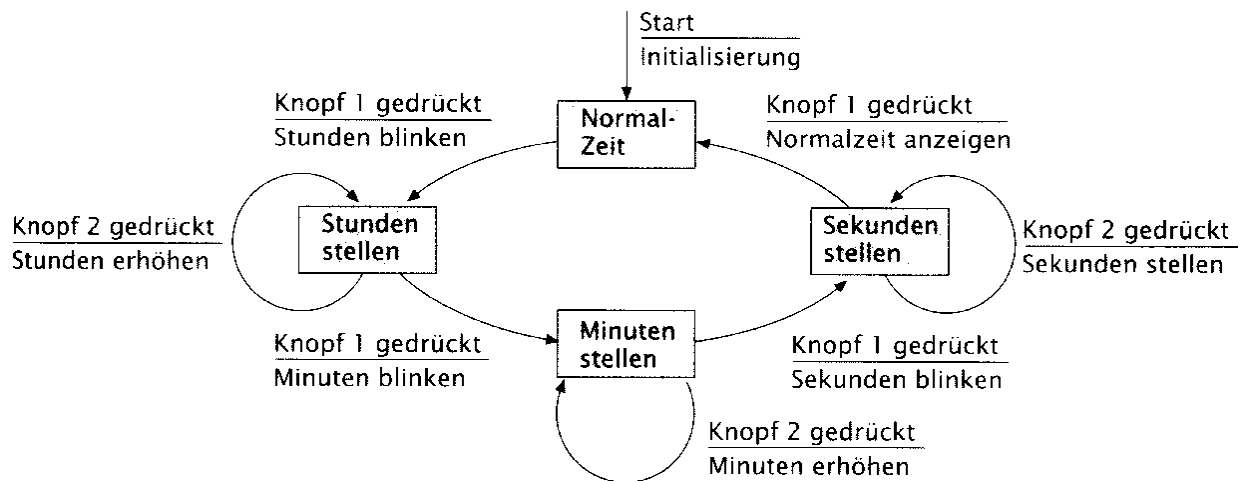 Start
Initialisierung
Knopf 1 gedrückt
Stunden blinken
Normal-
Zeit
Knopf 1 gedrückt
Normalzeit anzeigen
Knopf 2 gedrückt
Stunden erhöhen
Stunden
stellen
Sekunden
stellen
Knopf 2 gedrückt
Sekunden stellen
Knopf 1 gedrückt
Minuten blinken
Minuten
stellen
Knopf 1 gedrückt
Sekunden blinken
Knopf 2 gedrückt
Minuten erhöhen